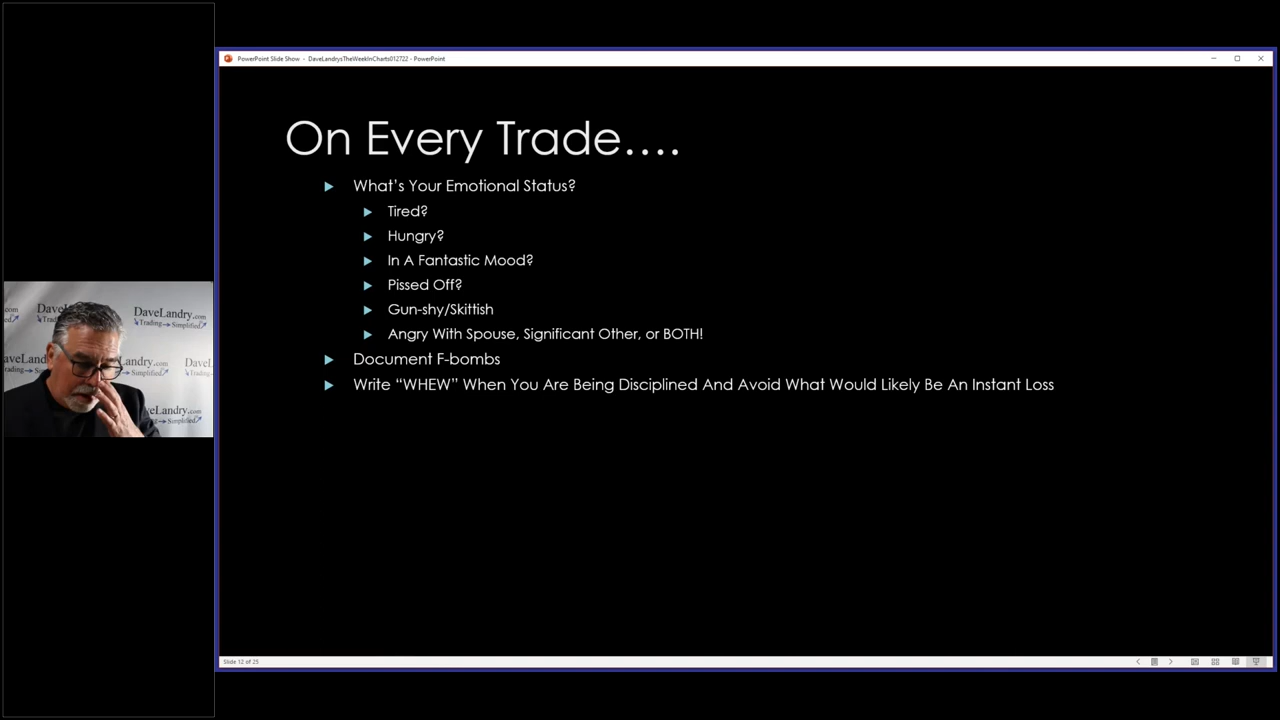 PowerPoint Slide Show - DaveLandrysTheWeekInCharts012722 - PowerPoint
On Every Trade....
What's Your Emotional Status?
Tired?
Hungry?
In A Fantastic Mood?
Pissed Off?
Gun-shy/Skittish
Angry With Spouse, Significant Other, or BOTH!
Document F-bombs
Write “WHEW” When You Are Being Disciplined And Avoid What Would Likely Be An Instant Loss
DaveLandry.com
Trading Simplified
Slide 12 of 25